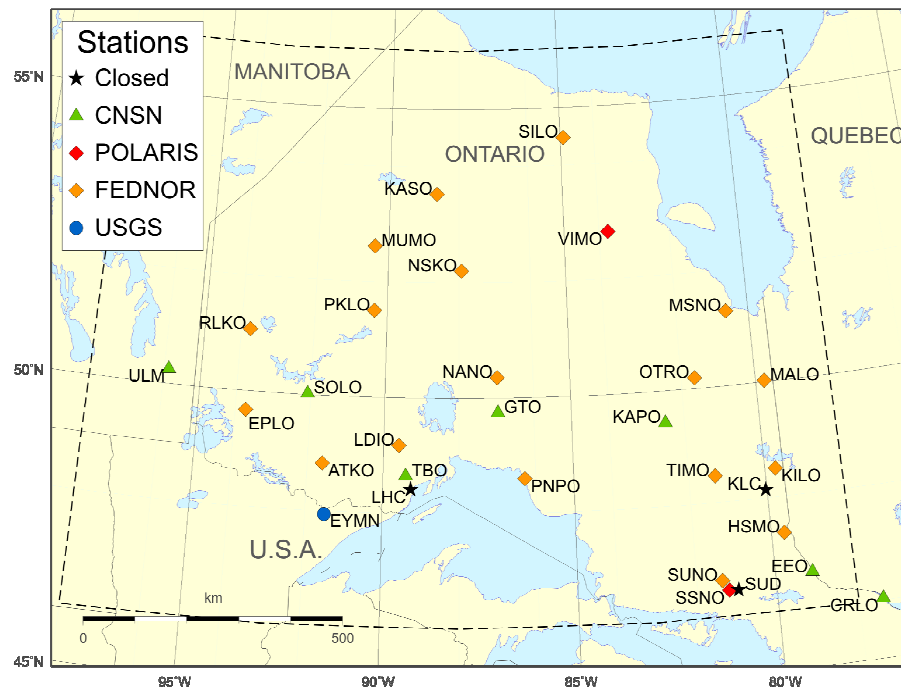 Stations
Closed
CNSN
POLARIS
FEDNOR
USGS
55°N
MANITOBA
ONTARIO
QUEBEC
SILO
KASO
VIMO
MUMO
NSKO
PKLO
MSNO
RLKO
50°N
ULM
SOLO
NANO
OTRO
MALO
GTO
KAPO
EPLO
LDIO
ATKO
TBO
LHC
PNPO
TIMO
KLC
KILO
EYMN
HSMO
U.S.A.
EEO
SUNO
SUD
SSNO
CRLO
km
0
500
45°N
95°W
90°W
85°W
80°W